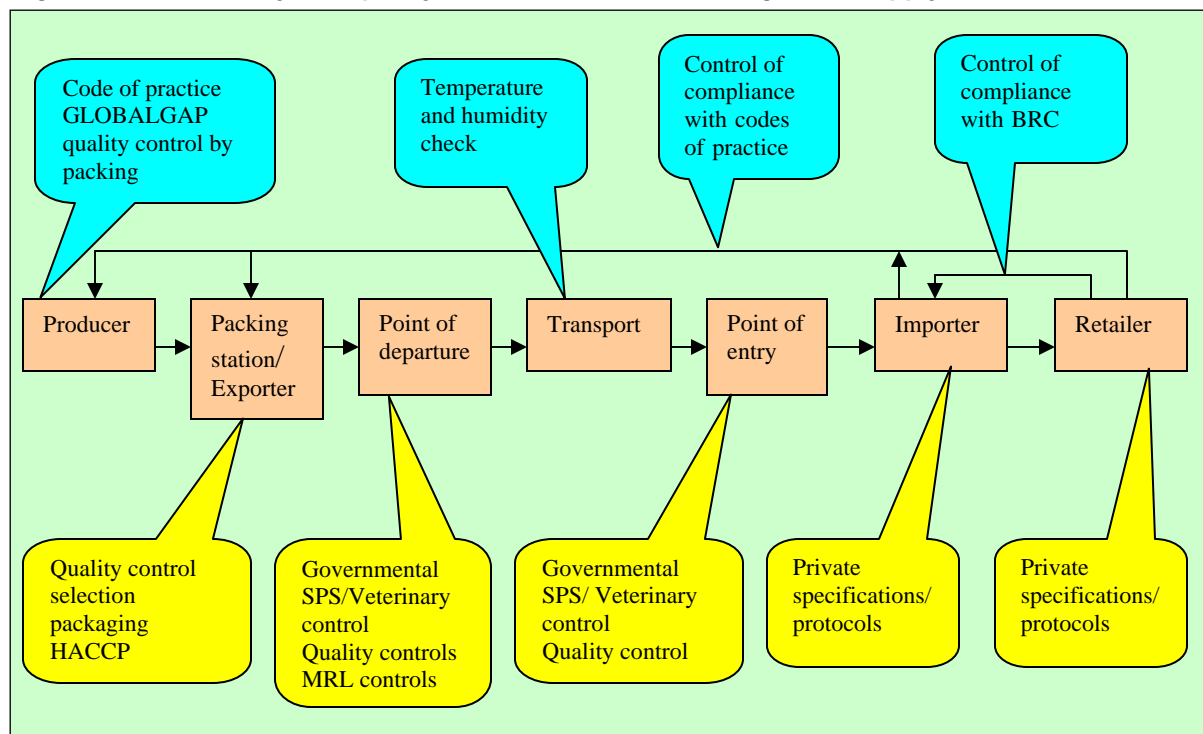 Code of practice
GLOBALGAP
quality control by
packing
Temperature
and humidity
check
Control of
compliance
with codes
of practice
Control of
compliance
with BRC
Producer
Packing
station/
Exporter
Point of
departure
Transport
Point of
entry
Importer
Retailer
Quality control
selection
packaging
HACCP
Governmental
SPS/Veterinary
control
Quality controls
MRL controls
Governmental
SPS/ Veterinary
control
Quality control
Private
specifications/
protocols
Private
specifications/
protocols